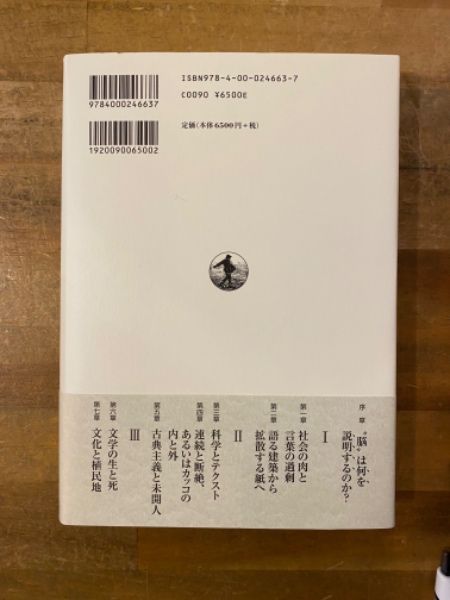 ISBN978-4-00-024663-7
C0090 ¥6500E
定価(本体6500円+税)
9784000246637
1920090065002
序章
“脳”は何を
説明するのか?
Ⅰ
第一章
社会の肉と
言葉の過剰
第二章
語る建築から
拡散する紙へ
Ⅱ
第三章
科学とテクスト
第四章
連続と断絶、
あるいはカッコの
内と外
第五章
古典主義と未開人
Ⅲ
第六章
文学の生と死
第七章
文化と植民地